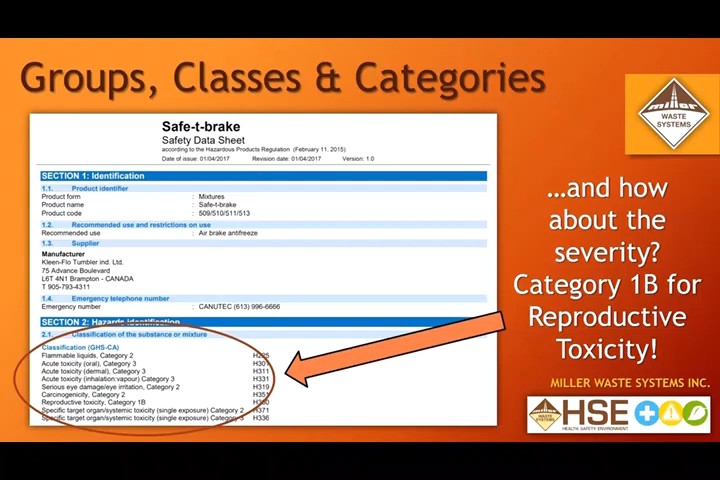 Groups, Classes & Categories
Safe-t-brake
Safety Data Sheet
according to the Hazardous Products Regulation (February 11, 2015)
Date of issue: 01/04/2017 Revision date: 01/04/2017 Version: 1.0
SECTION 1: Identification
1.1. Product identifier
Product form : Mixtures
Product name : Safe-t-brake
Product code : 509/510/511/513
1.2. Recommended use and restrictions on use
Recommended use : Air brake antifreeze
1.3. Supplier
Manufacturer
Kleen-Flo Tumbler ind. Ltd.
75 Advance Boulevard
L6T 4N1 Brampton - CANADA
T 905-793-4311
1.4. Emergency telephone number
Emergency number : CANUTEC (613) 996-6666
SECTION 2: Hazards identification
2.1. Classification of the substance or mixture
Classification (GHS-CA)
Flammable liquids, Category 2 H225
Acute toxicity (oral), Category 3 H301
Acute toxicity (dermal), Category 3 H311
Acute toxicity (inhalation:vapour) Category 3 H331
Serious eye damage/eye irritation, Category 2 H319
Carcinogenicity, Category 2 H351
Reproductive toxicity, Category 1B H360
Specific target organ/systemic toxicity (single exposure) Category 2 H371
Specific target organ/systemic toxicity (single exposure) Category 3 H336
miller
WASTE
SYSTEMS
...and how
about the
severity?
Category 1B for
Reproductive
Toxicity!
MILLER WASTE SYSTEMS INC.
miller
WASTE
SYSTEMS
HSE
HEALTH SAFETY ENVIRONMENT